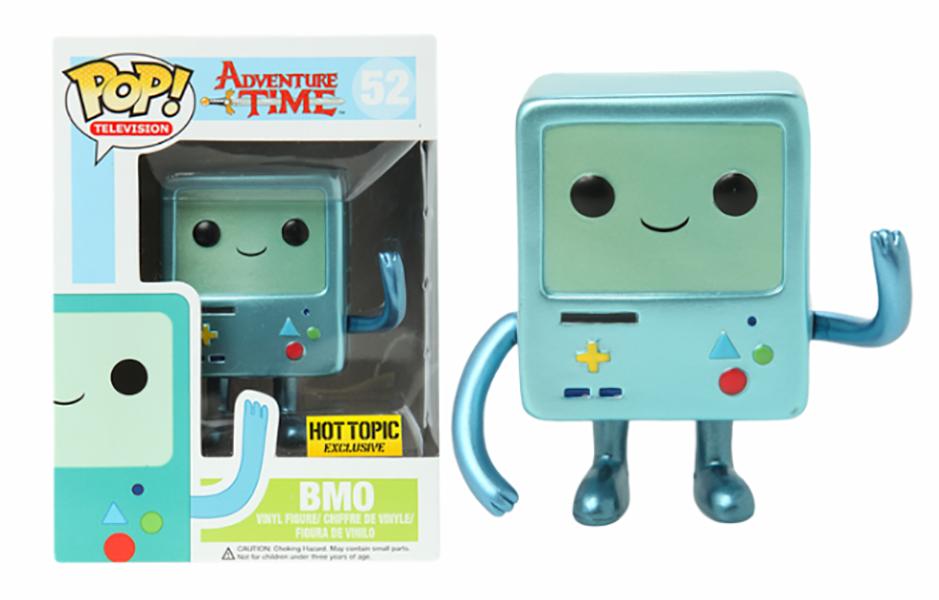 POP!
TELEVISION
ADVENTURE
TIME
52
HOT TOPIC
EXCLUSIVE
BMO
VINYL FIGURE/ CHIFFRE DE VINYLE/
FIGURA DE VINILO
CAUTION: Choking Hazard. May contain small parts.
Not for children under three years of age.